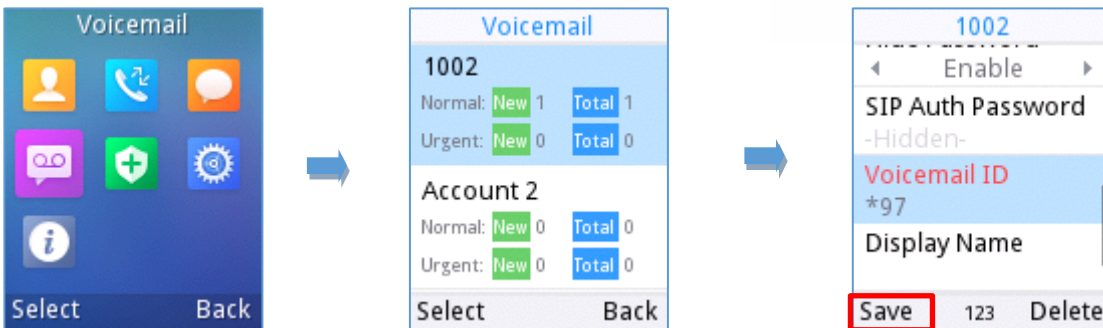 Voicemail
Select Back
Voicemail
1002
Normal: New 1 Total 1
Urgent: New 0 Total 0
Account 2
Normal: New 0 Total 0
Urgent: New 0 Total 0
Select Back
1002
Enable
SIP Auth Password
-Hidden-
Voicemail ID
*97
Display Name
Save 123 Delete